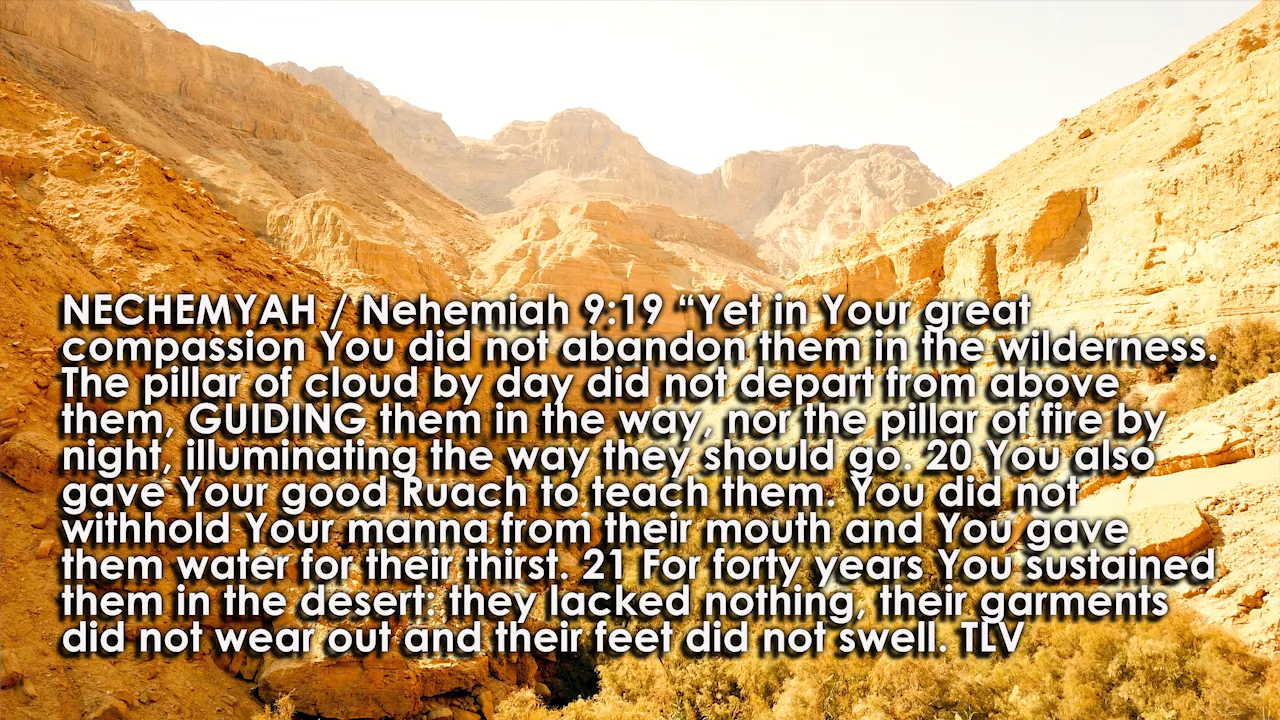 NECHEMYAH / Nehemiah 9:19 “Yet in Your great
compassion You did not abandon them in the wilderness.
The pillar of cloud by day did not depart from above
them, GUIDING them in the way, nor the pillar of fire by
night, illuminating the way they should go. 20 You also
gave Your good Ruach to teach them. You did not
withhold Your manna from their mouth and You gave
them water for their thirst. 21 For forty years You sustained
them in the desert: they lacked nothing, their garments
did not wear out and their feet did not swell. TLV